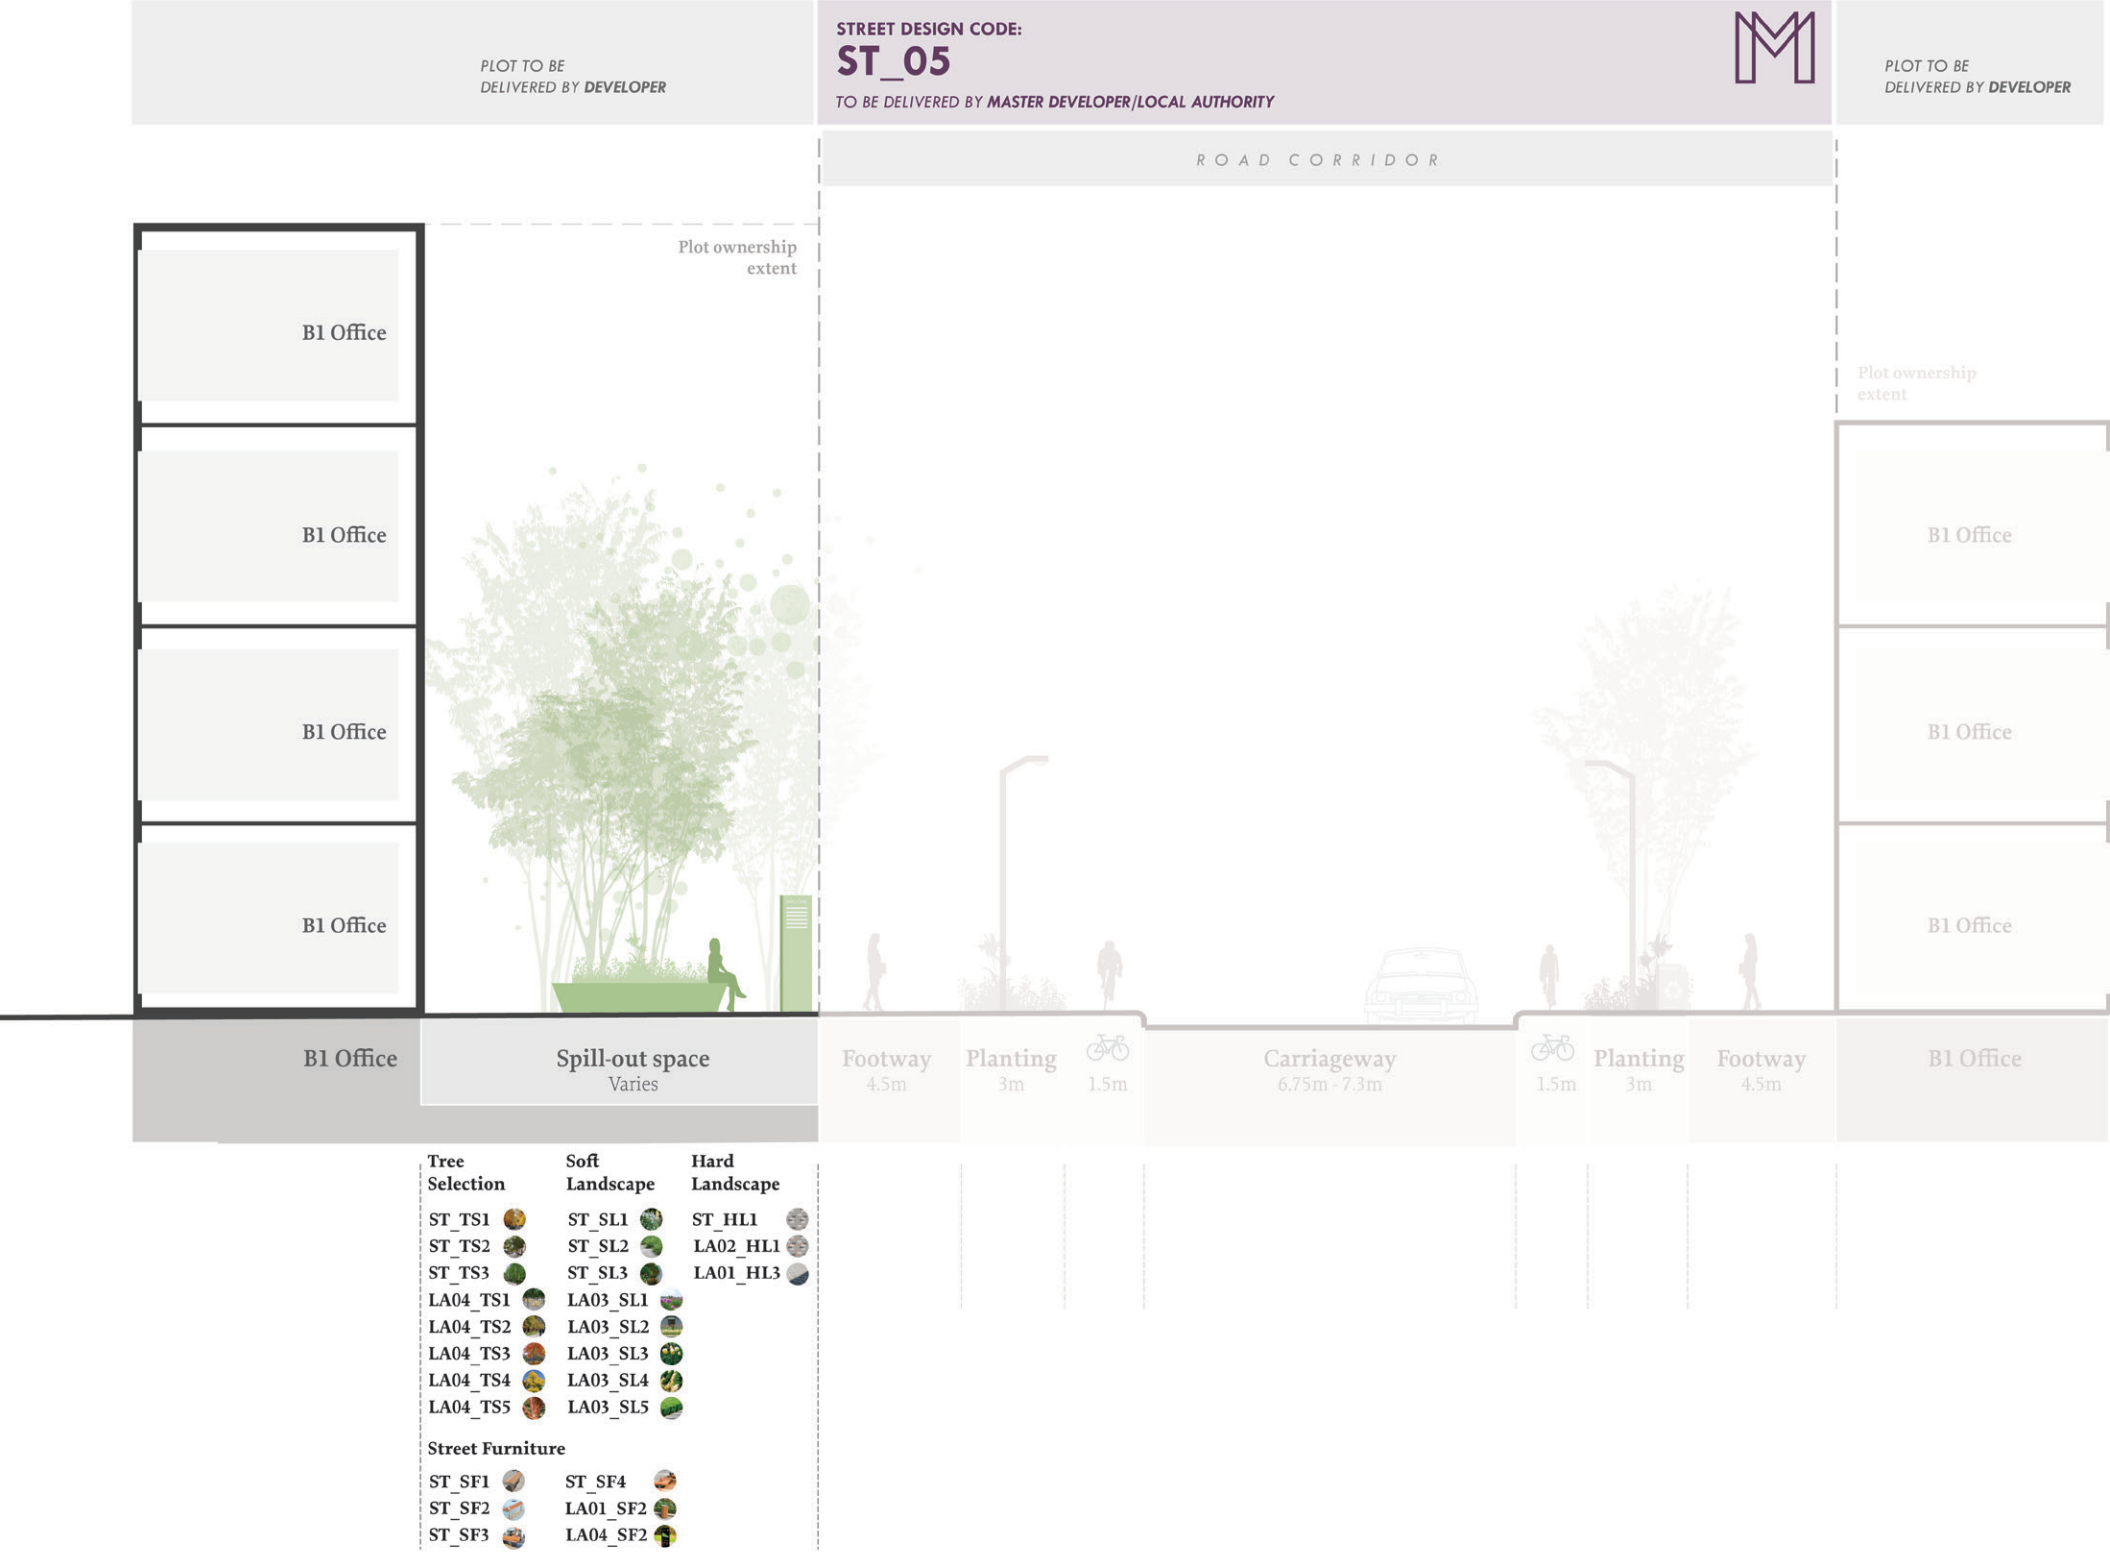 PLOT TO BE
DELIVERED BY DEVELOPER
STREET DESIGN CODE:
ST_05
TO BE DELIVERED BY MASTER DEVELOPER/LOCAL AUTHORITY
PLOT TO BE
DELIVERED BY DEVELOPER
ROAD CORRIDOR
Plot ownership
extent
Plot ownership
extent
B1 Office
B1 Office
B1 Office
B1 Office
B1 Office
B1 Office
B1 Office
B1 Office
Spill-out space
Varies
Footway
4.5m
Planting
3m
1.5m
Carriageway
6.75m - 7.3m
1.5m
Planting
3m
Footway
4.5m
B1 Office
Tree
Selection
ST_TS1
ST_TS2
ST_TS3
LA04_TS1
LA04_TS2
LA04_TS3
LA04_TS4
LA04_TS5
Soft
Landscape
ST_SL1
ST_SL2
ST_SL3
LA03_SL1
LA03_SL2
LA03_SL3
LA03_SL4
LA03_SL5
Hard
Landscape
ST_HL1
LA02_HL1
LA01_HL3
Street Furniture
ST_SF1
ST_SF2
ST_SF3
ST_SF4
LA01_SF2
LA04_SF2